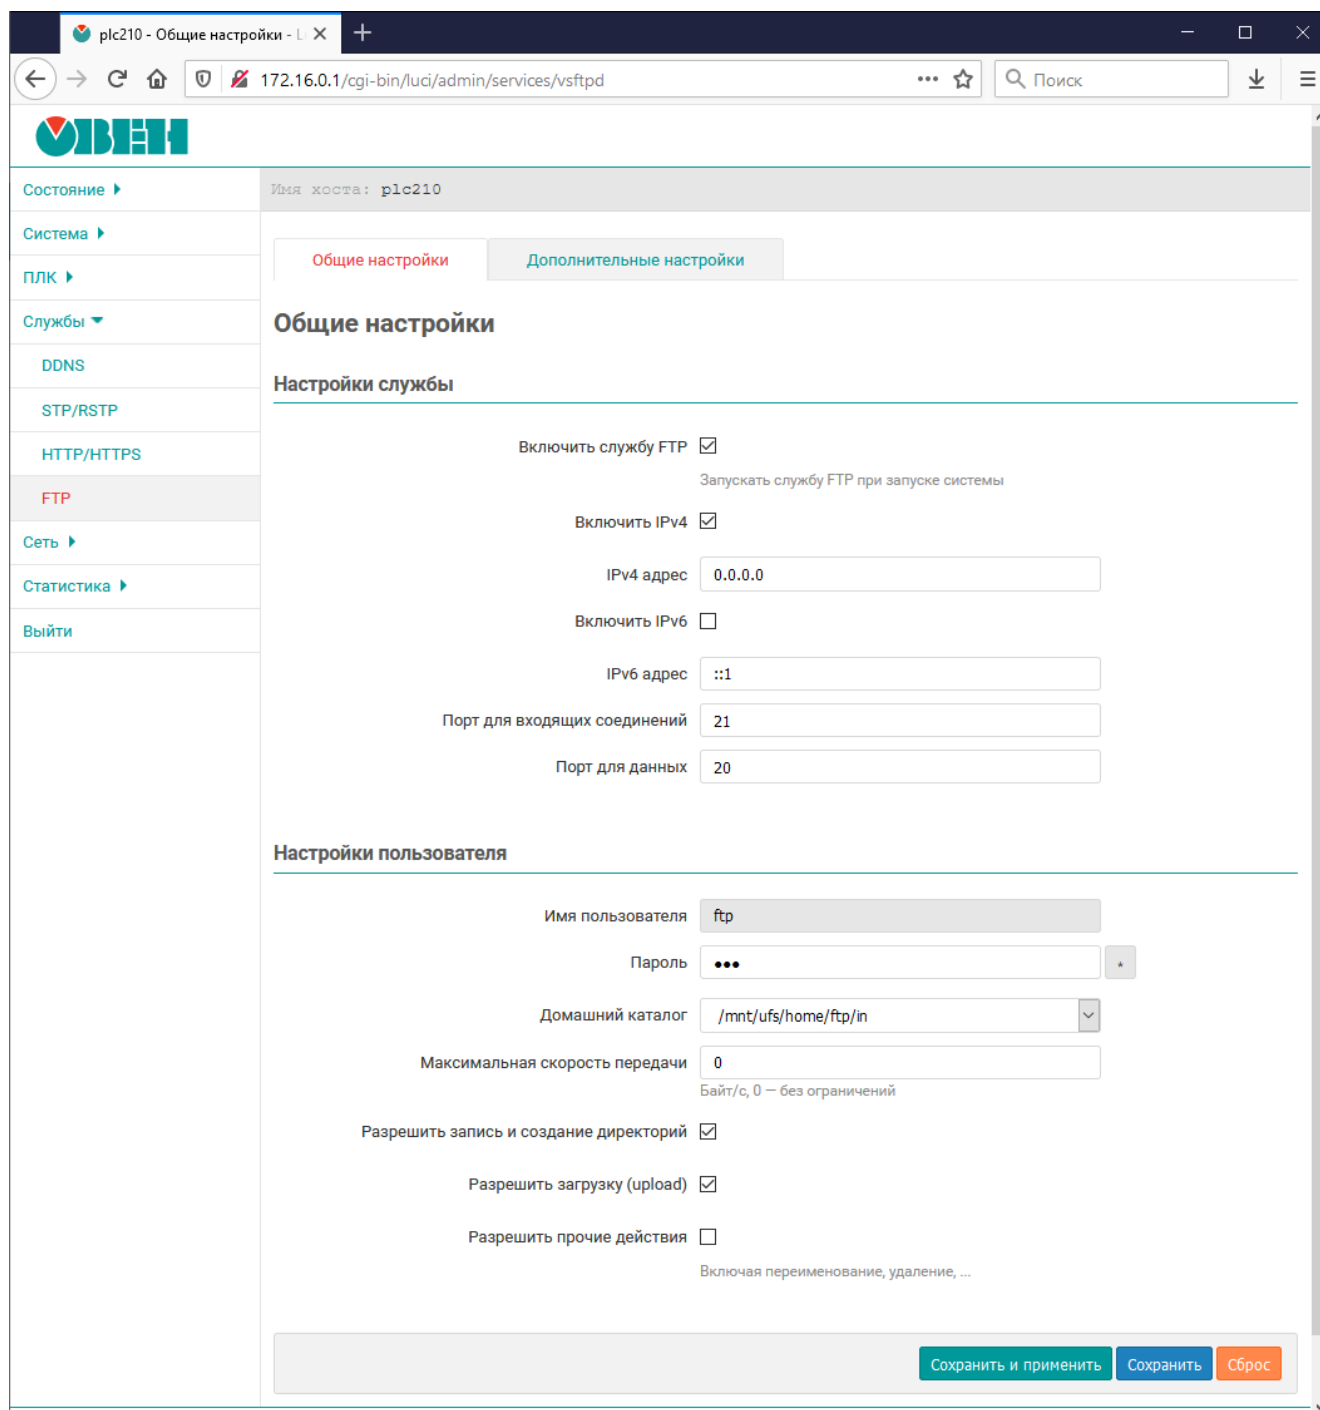 plc210 - Общие настройки - L
172.16.0.1/cgi-bin/luci/admin/services/vsftpd
Поиск
ОВЕН
Состояние
Имя хоста: plc210
Система
ПЛК
Службы
DDNS
STP/RSTP
HTTP/HTTPS
FTP
Сеть
Статистика
Выйти
Общие настройки Дополнительные настройки
Общие настройки
Настройки службы
Включить службу FTP
Запускать службу FTP при запуске системы
Включить IPv4
IPv4 адрес 0.0.0.0
Включить IPv6
IPv6 адрес ::1
Порт для входящих соединений 21
Порт для данных 20
Настройки пользователя
Имя пользователя ftp
Пароль ●●● *
Домашний каталог /mnt/ufs/home/ftp/in
Максимальная скорость передачи 0
Байт/с, 0 — без ограничений
Разрешить запись и создание директорий
Разрешить загрузку (upload)
Разрешить прочие действия
Включая переименование, удаление, ...
Сохранить и применить Сохранить Сброс